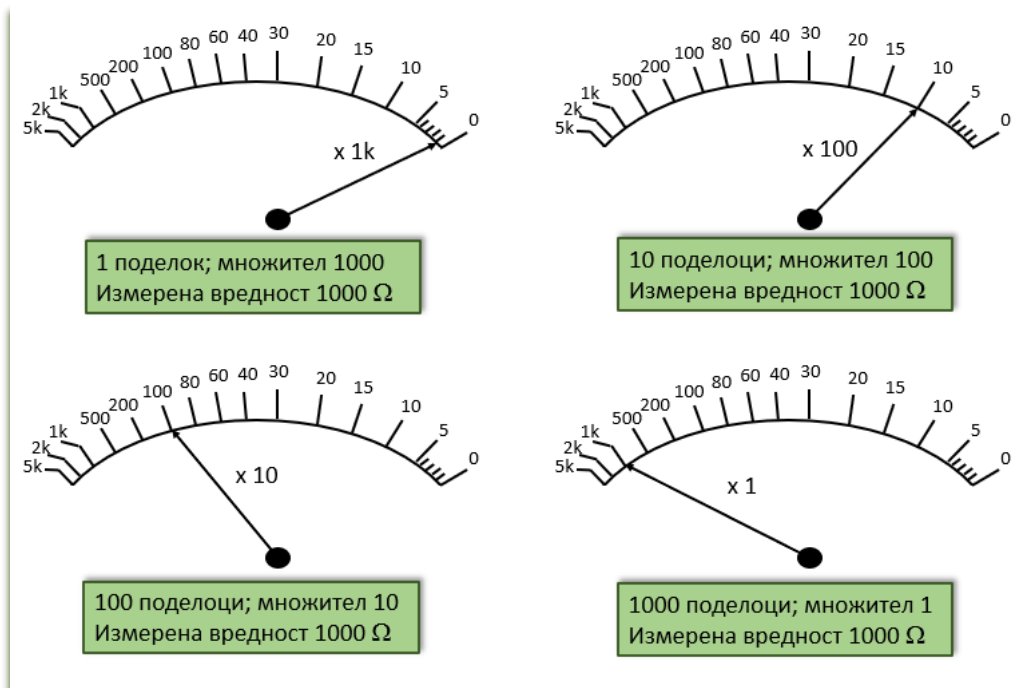 5k 2k 1k 500 200 100 80 60 40 30 20 15 10 5 0
x 1k
1 поделок; множител 1000
Измерена вредност 1000 Ω
5k 2k 1k 500 200 100 80 60 40 30 20 15 10 5 0
x 100
10 поделоци; множител 100
Измерена вредност 1000 Ω
5k 2k 1k 500 200 100 80 60 40 30 20 15 10 5 0
x 10
100 поделоци; множител 10
Измерена вредност 1000 Ω
5k 2k 1k 500 200 100 80 60 40 30 20 15 10 5 0
x 1
1000 поделоци; множител 1
Измерена вредност 1000 Ω